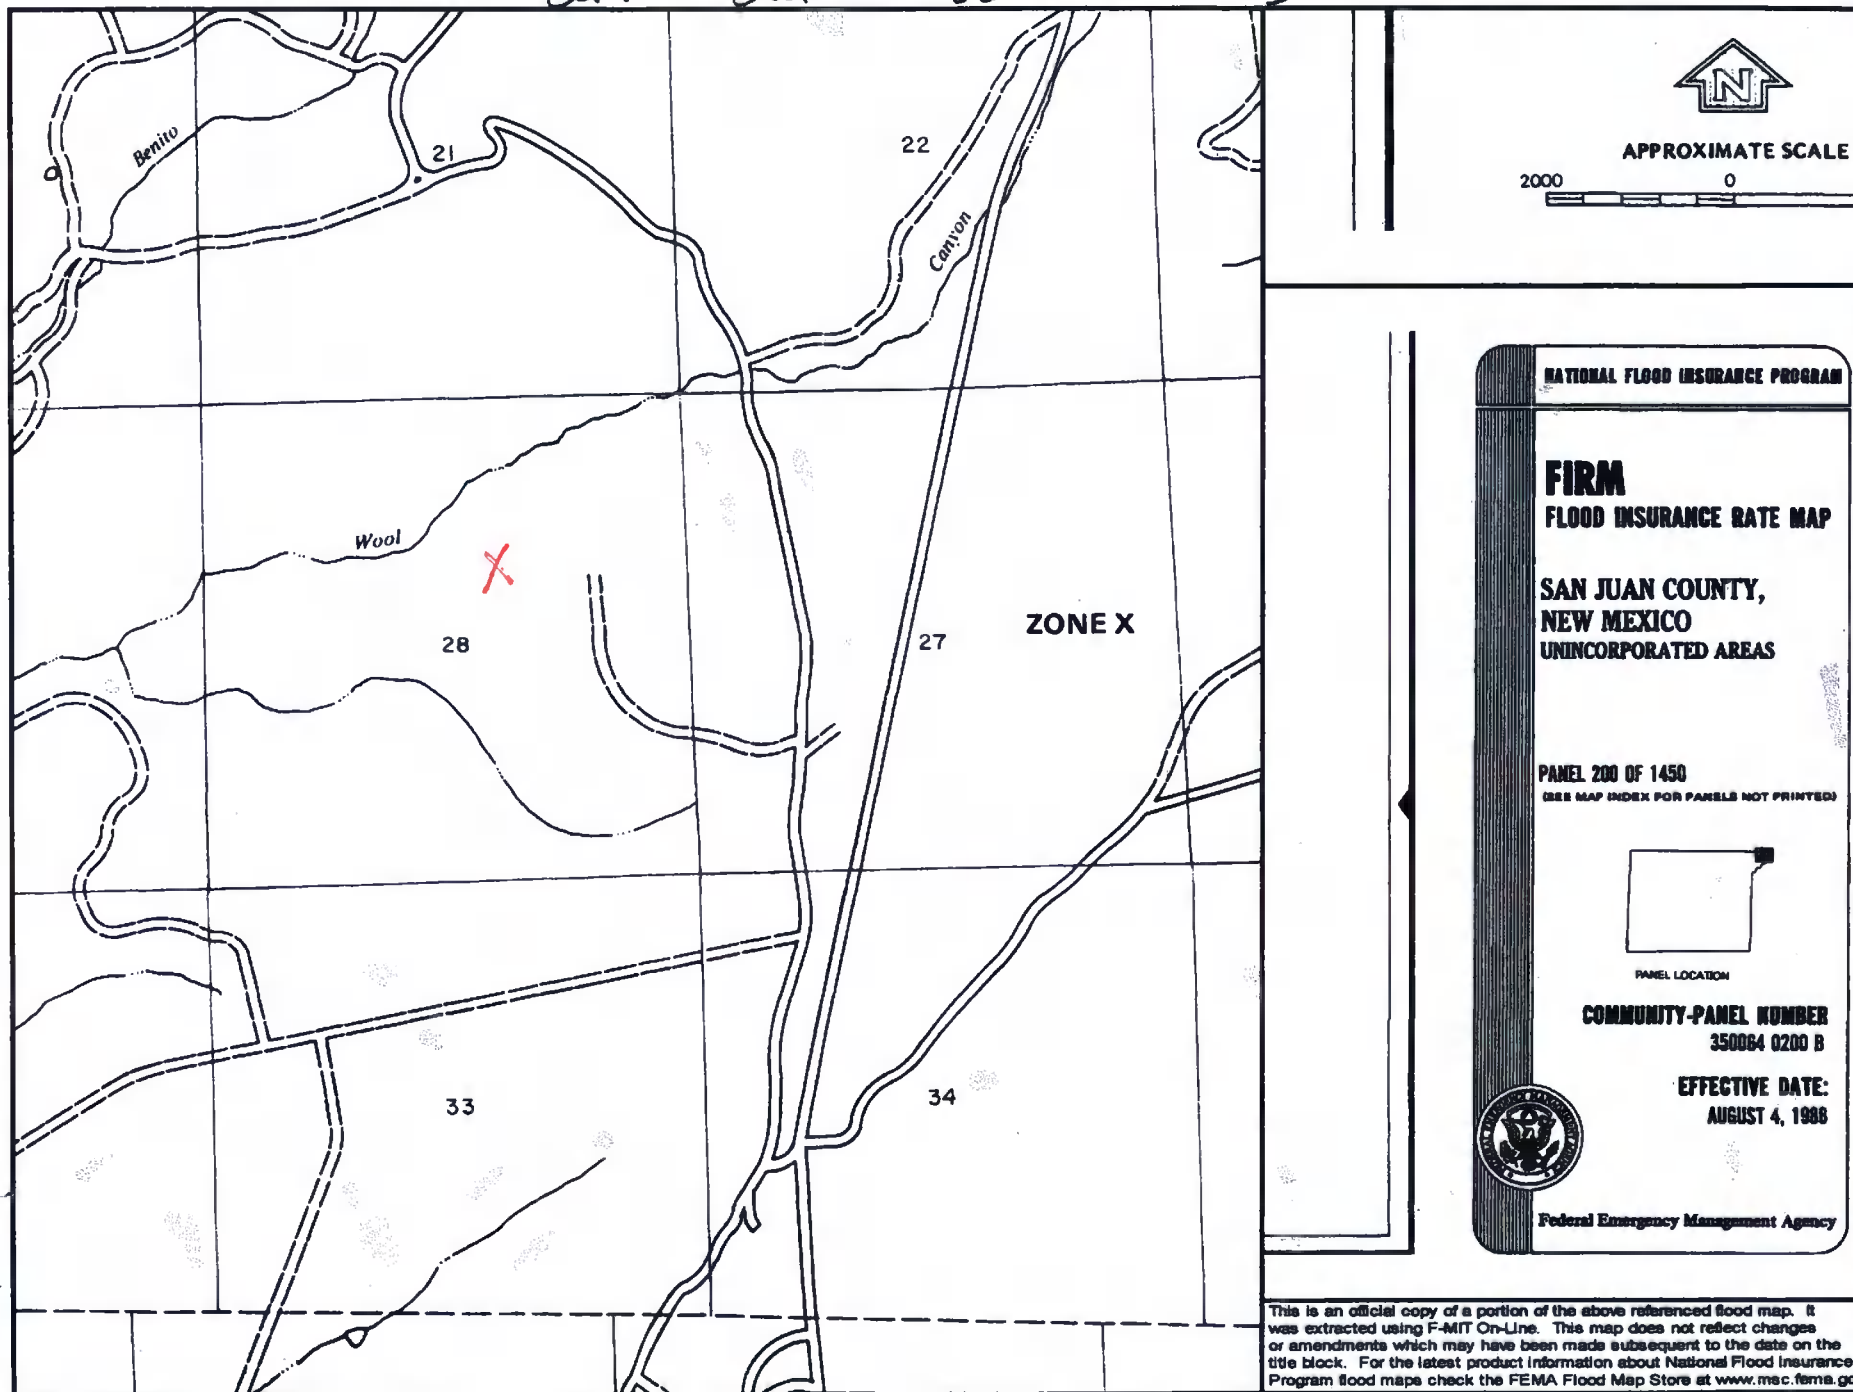 Benito
21
22
Canyon
Wool
28
27
ZONE X
33
34
N
APPROXIMATE SCALE
2000 0
NATIONAL FLOOD INSURANCE PROGRAM
FIRM
FLOOD INSURANCE RATE MAP
SAN JUAN COUNTY,
NEW MEXICO
UNINCORPORATED AREAS
PANEL 200 OF 1450
(SEE MAP INDEX FOR PANELS NOT PRINTED)
PANEL LOCATION
COMMUNITY-PANEL NUMBER
350064 0200 B
EFFECTIVE DATE:
AUGUST 4, 1988
Federal Emergency Management Agency
This is an official copy of a portion of the above referenced flood map. It
was extracted using F-MIT On-Line. This map does not reflect changes
or amendments which may have been made subsequent to the date on the
title block. For the latest product information about National Flood Insurance
Program flood maps check the FEMA Flood Map Store at www.msc.fema.go